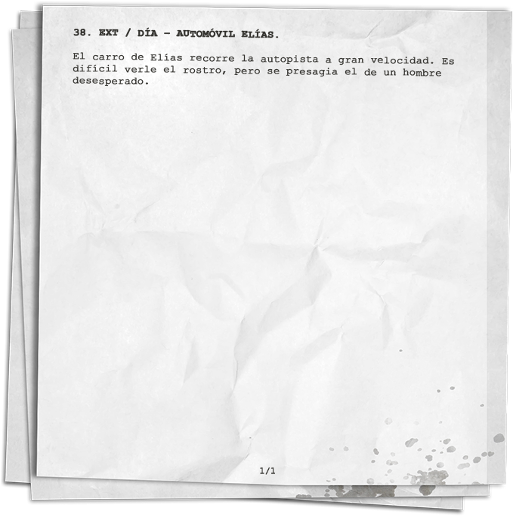 38. EXT / DÍA – AUTOMÓVIL ELÍAS.
El carro de Elías recorre la autopista a gran velocidad. Es
difícil verle el rostro, pero se presagia el de un hombre
desesperado.
1/1